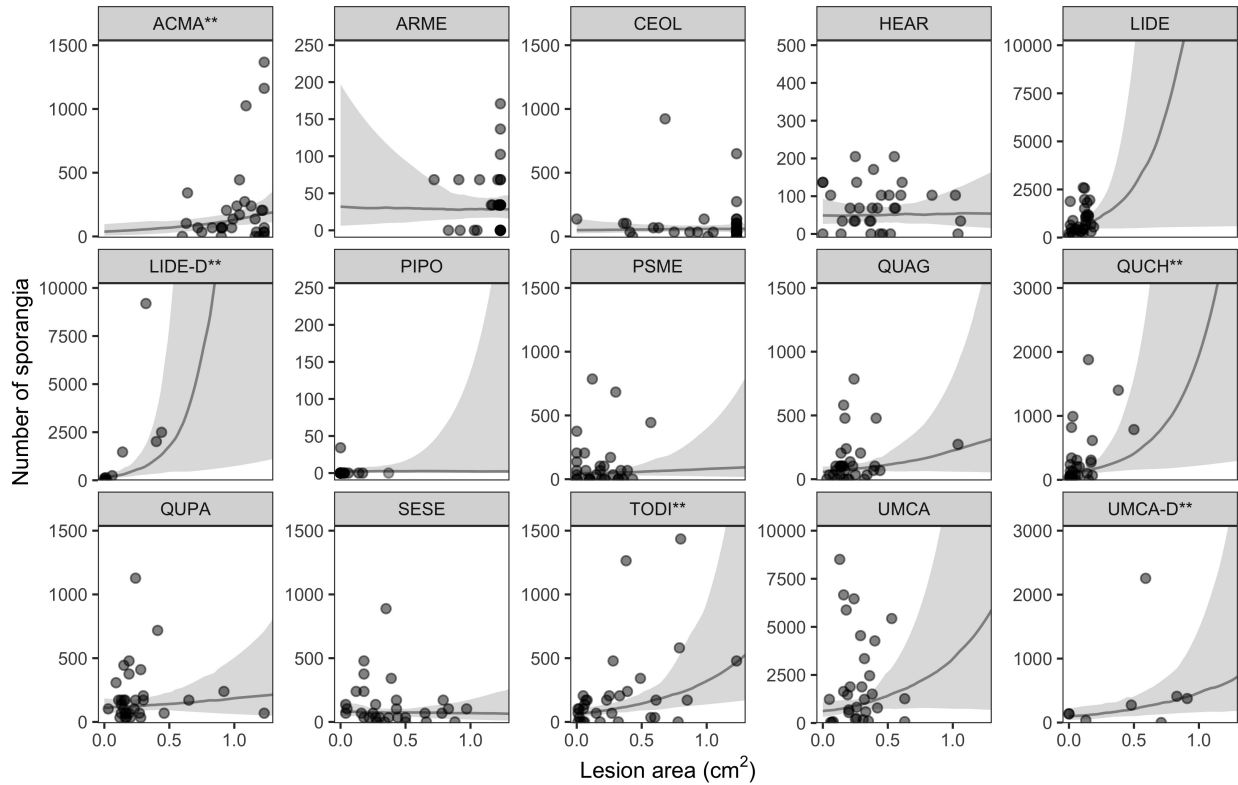 ACMA** ARME CEOL HEAR LIDE
1500 250 1500 500 10000
200 400 7500
1000 150 1000 300
5000
100 200
500 500
50 100 2500
0 0 0 0 0
LIDE-D** PIPO PSME QUAG QUCH**
10000 250 1500 1500 3000
7500 200
1000 1000 2000
150
5000
100 500 500 1000
2500 50
0 0 0 0 0
QUPA SESE TODI** UMCA UMCA-D**
1500 1500 1500 10000 3000
7500
1000 1000 1000 2000
5000
500 500 500 1000
2500
0 0 0 0 0
0.0 0.5 1.0 0.0 0.5 1.0 0.0 0.5 1.0 0.0 0.5 1.0 0.0 0.5 1.0
Number of sporangia
Lesion area (cm²)